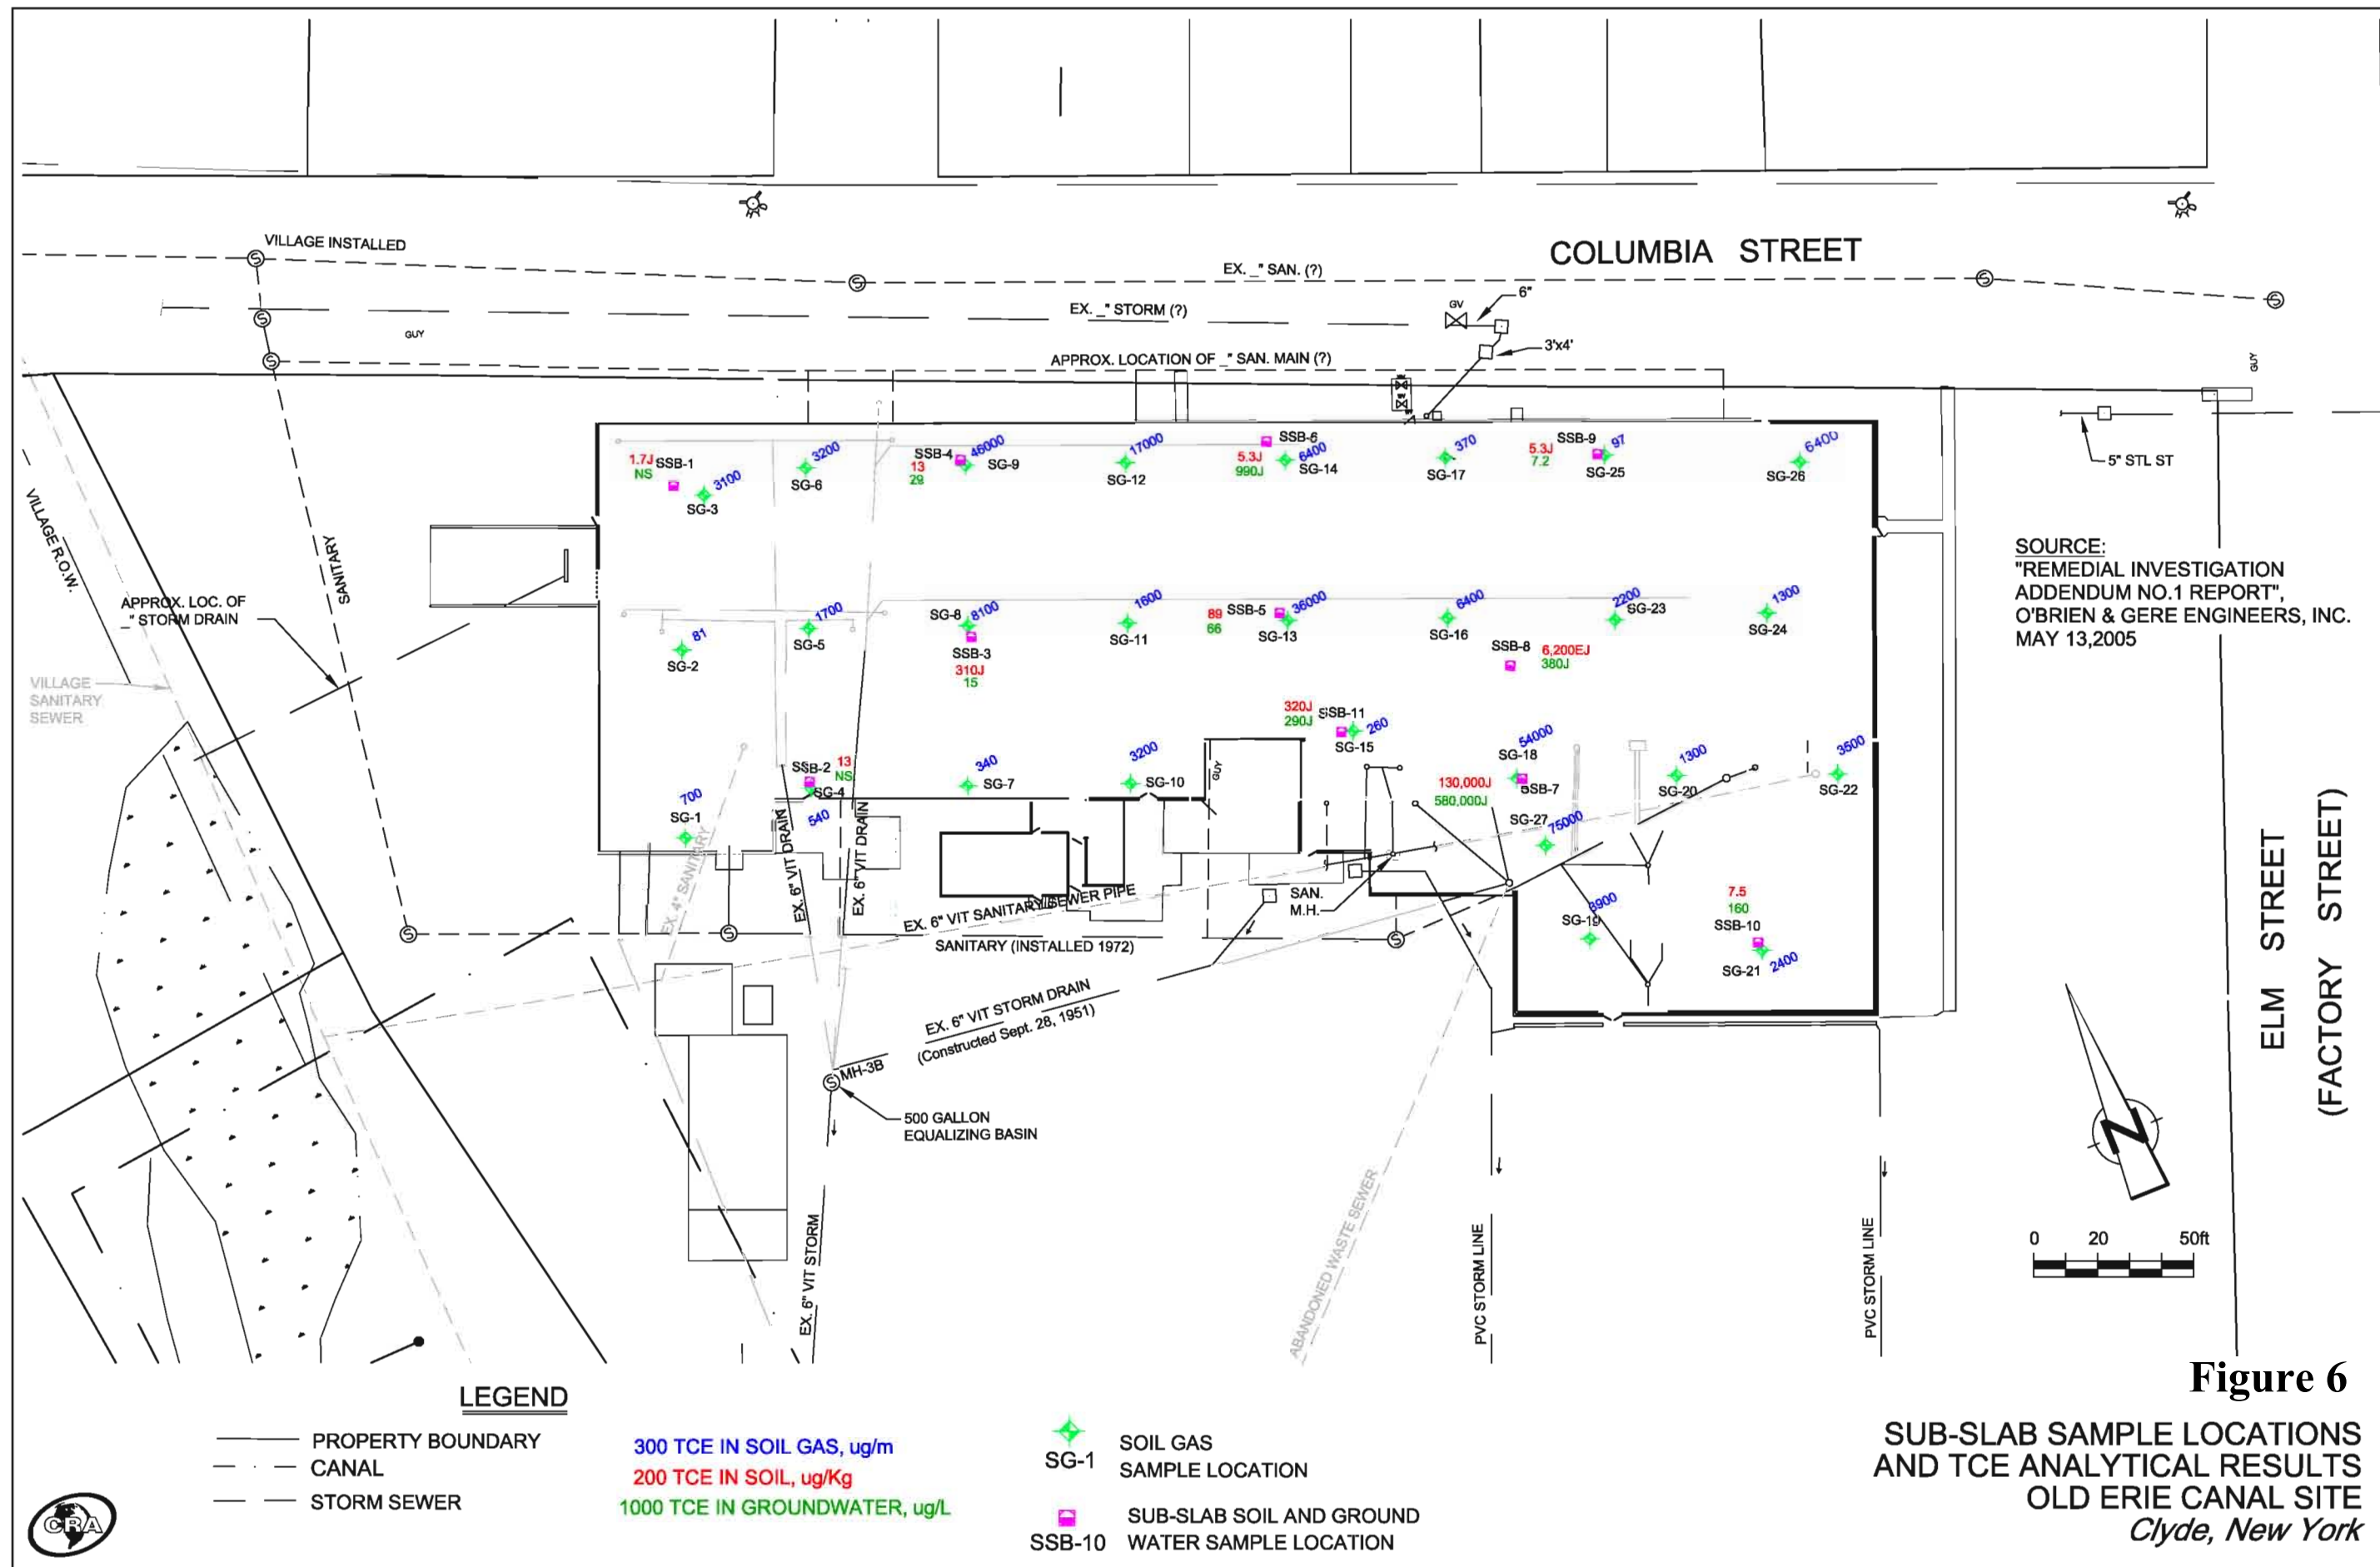 VILLAGE INSTALLED
COLUMBIA STREET
EX. _" SAN. (?)
EX. _" STORM (?)
GV
6"
GUY
3'x4'
APPROX. LOCATION OF _" SAN. MAIN (?)
GUY
5" STL ST
VILLAGE R.O.W.
SANITARY
APPROX. LOC. OF
_" STORM DRAIN
VILLAGE
SANITARY
SEWER
1.7J
NS
SSB-1
3100
SG-3
3200
SG-6
SSB-4
13
29
46000
SG-9
17000
SG-12
SSB-6
5.3J
990J
6400
SG-14
370
SG-17
SSB-9
5.3J
7.2
97
SG-25
6400
SG-26
81
SG-2
1700
SG-5
SG-8
8100
SSB-3
310J
15
1600
SG-11
89
66
SSB-5
36000
SG-13
6400
SG-16
2200
SG-23
1300
SG-24
SSB-8
6,200EJ
380J
320J
290J
SSB-11
260
SG-15
SSB-2
13
NS
SG-4
540
340
SG-7
3200
SG-10
GUY
54000
SG-18
130,000J
580,000J
SSB-7
1300
SG-20
3500
SG-22
700
SG-1
SG-27
75000
3900
SG-19
7.5
160
SSB-10
SG-21
2400
EX. 4" SANITARY
EX. 6" VIT DRAIN
EX. 6" VIT DRAIN
EX. 6" VIT SANITARY SEWER PIPE
SANITARY (INSTALLED 1972)
SAN.
M.H.
EX. 6" VIT STORM DRAIN
(Constructed Sept. 28, 1951)
MH-3B
500 GALLON
EQUALIZING BASIN
EX. 6" VIT STORM
ABANDONED WASTE SEWER
PVC STORM LINE
PVC STORM LINE
SOURCE:
"REMEDIAL INVESTIGATION
ADDENDUM NO.1 REPORT",
O'BRIEN & GERE ENGINEERS, INC.
MAY 13,2005
ELM STREET
(FACTORY STREET)
N
0 20 50ft
Figure 6
LEGEND
PROPERTY BOUNDARY
CANAL
STORM SEWER
300 TCE IN SOIL GAS, ug/m
200 TCE IN SOIL, ug/Kg
1000 TCE IN GROUNDWATER, ug/L
SG-1
SOIL GAS
SAMPLE LOCATION
SSB-10
SUB-SLAB SOIL AND GROUND
WATER SAMPLE LOCATION
CRA
SUB-SLAB SAMPLE LOCATIONS
AND TCE ANALYTICAL RESULTS
OLD ERIE CANAL SITE
Clyde, New York